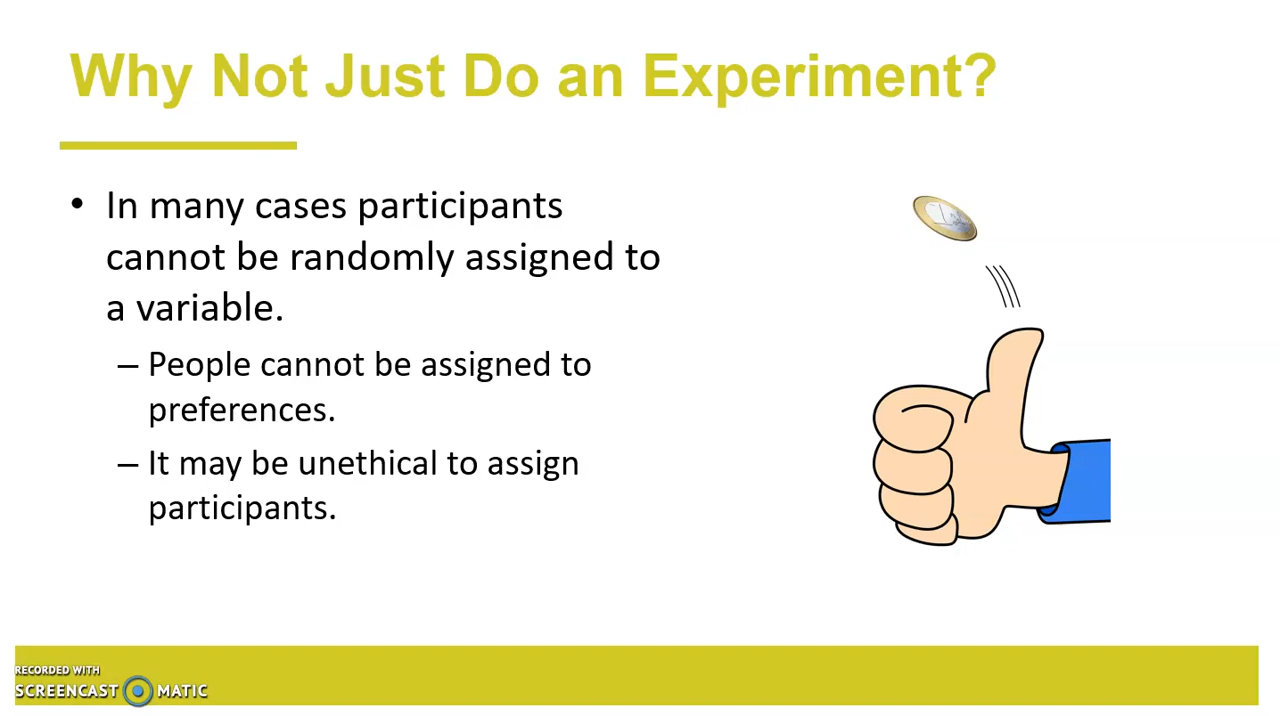 Why Not Just Do an Experiment?
• In many cases participants
cannot be randomly assigned to
a variable.
– People cannot be assigned to
preferences.
– It may be unethical to assign
participants.
RECORDED WITH
SCREENCAST MATIC